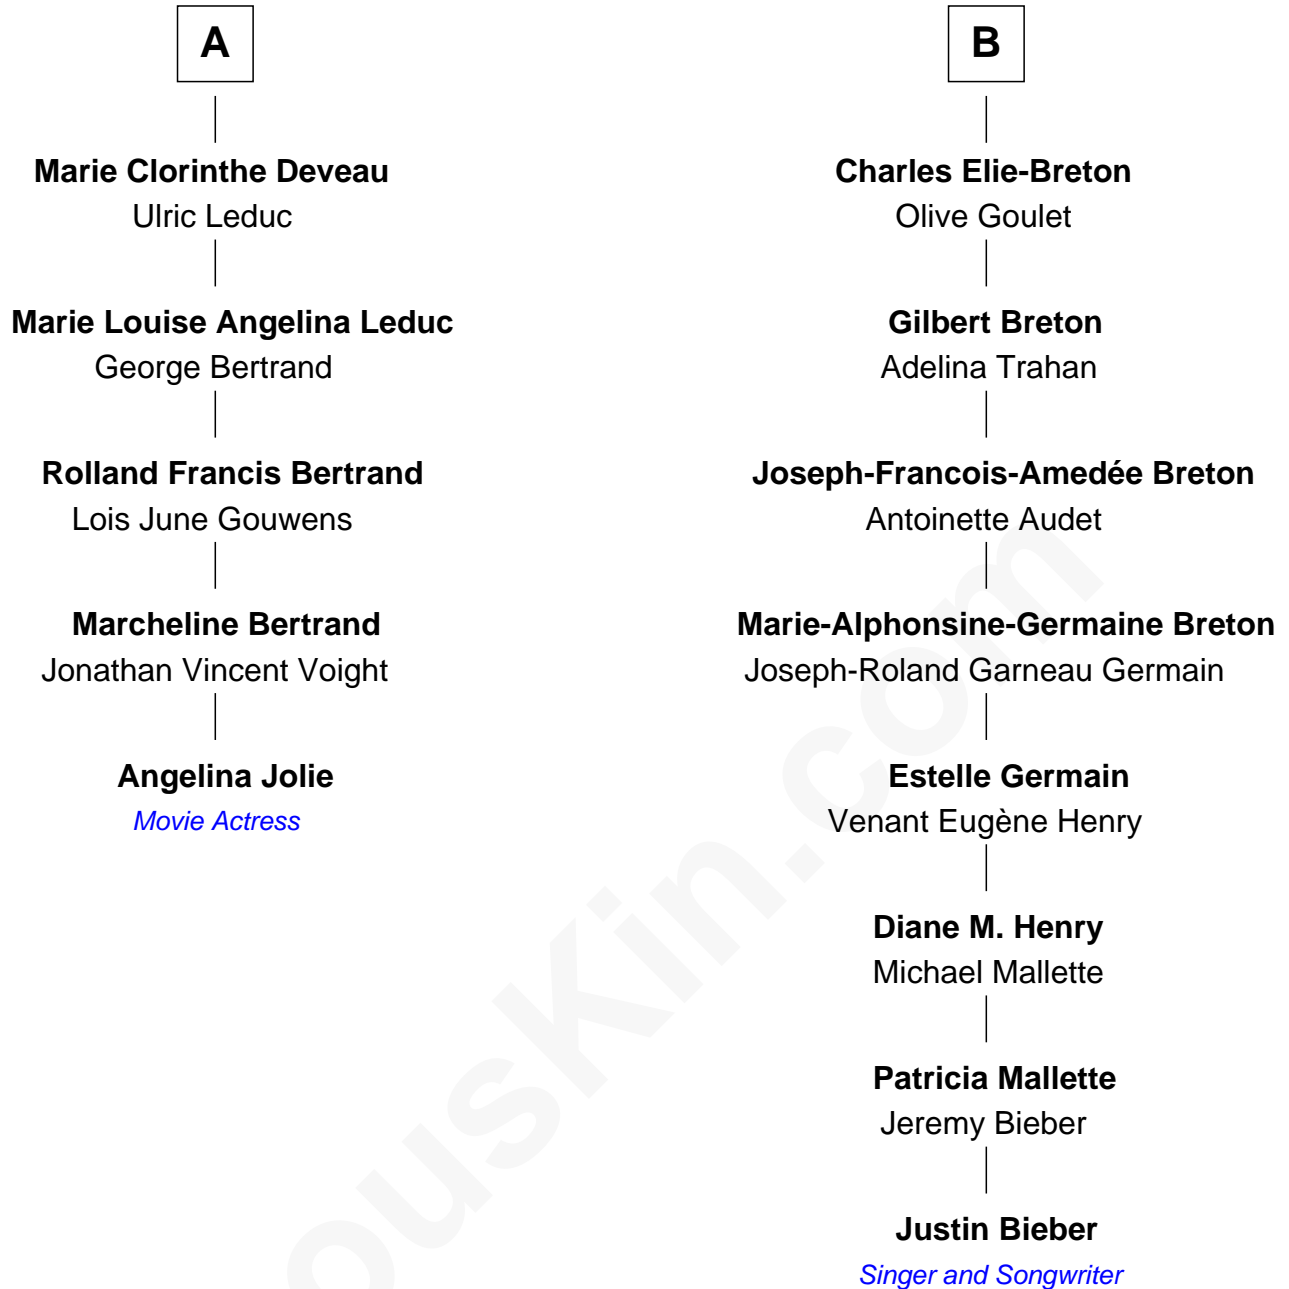 A
Marie Clorinthe Deveau
Ulric Leduc
Marie Louise Angelina Leduc
George Bertrand
Rolland Francis Bertrand
Lois June Gouwens
Marcheline Bertrand
Jonathan Vincent Voight
Angelina Jolie
Movie Actress
B
Charles Elie-Breton
Olive Goulet
Gilbert Breton
Adelina Trahan
Joseph-Francois-Amedée Breton
Antoinette Audet
Marie-Alphonsine-Germaine Breton
Joseph-Roland Garneau Germain
Estelle Germain
Venant Eugène Henry
Diane M. Henry
Michael Mallette
Patricia Mallette
Jeremy Bieber
Justin Bieber
Singer and Songwriter
ousKin.com